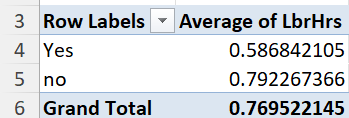 3 Row Labels Average of LbrHrs
4 Yes 0.586842105
5 no 0.792267366
6 Grand Total 0.769522145